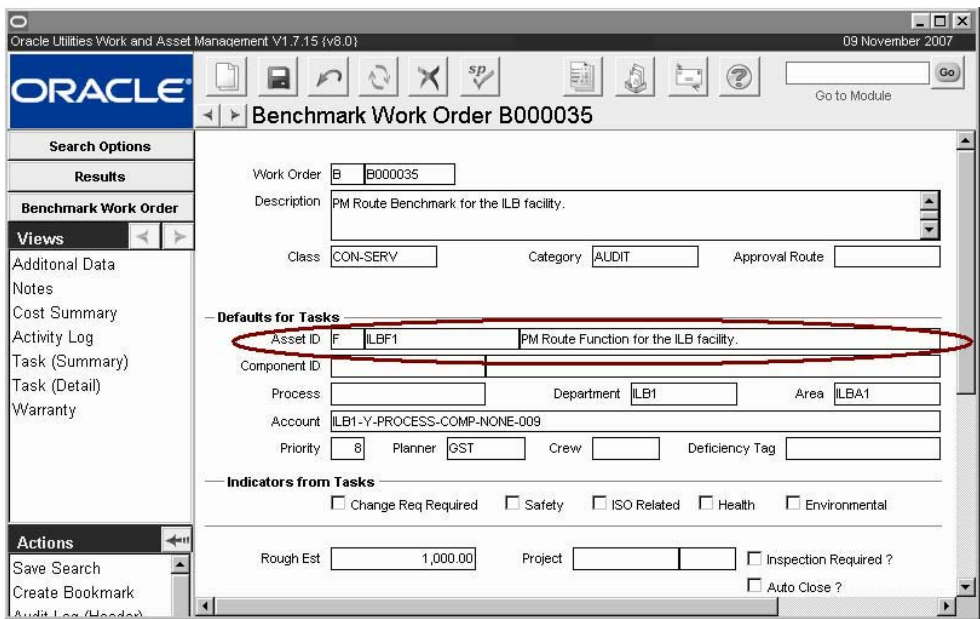 Oracle Utilities Work and Asset Management V1.7.15 {v8.0} 09 November 2007
ORACLE
sp
Go
Go to Module
Benchmark Work Order B000035
Search Options
Results
Benchmark Work Order
Views
Additonal Data
Notes
Cost Summary
Activity Log
Task (Summary)
Task (Detail)
Warranty
Actions
Save Search
Create Bookmark
Audit Log (Header)
Work Order B B000035
Description PM Route Benchmark for the ILB facility.
Class CON-SERV Category AUDIT Approval Route
Defaults for Tasks
Asset ID F ILBF1 PM Route Function for the ILB facility.
Component ID
Process Department ILB1 Area ILBA1
Account ILB1-Y-PROCESS-COMP-NONE-009
Priority 8 Planner GST Crew Deficiency Tag
Indicators from Tasks
Change Req Required Safety ISO Related Health Environmental
Rough Est 1,000.00 Project Inspection Required ?
Auto Close ?